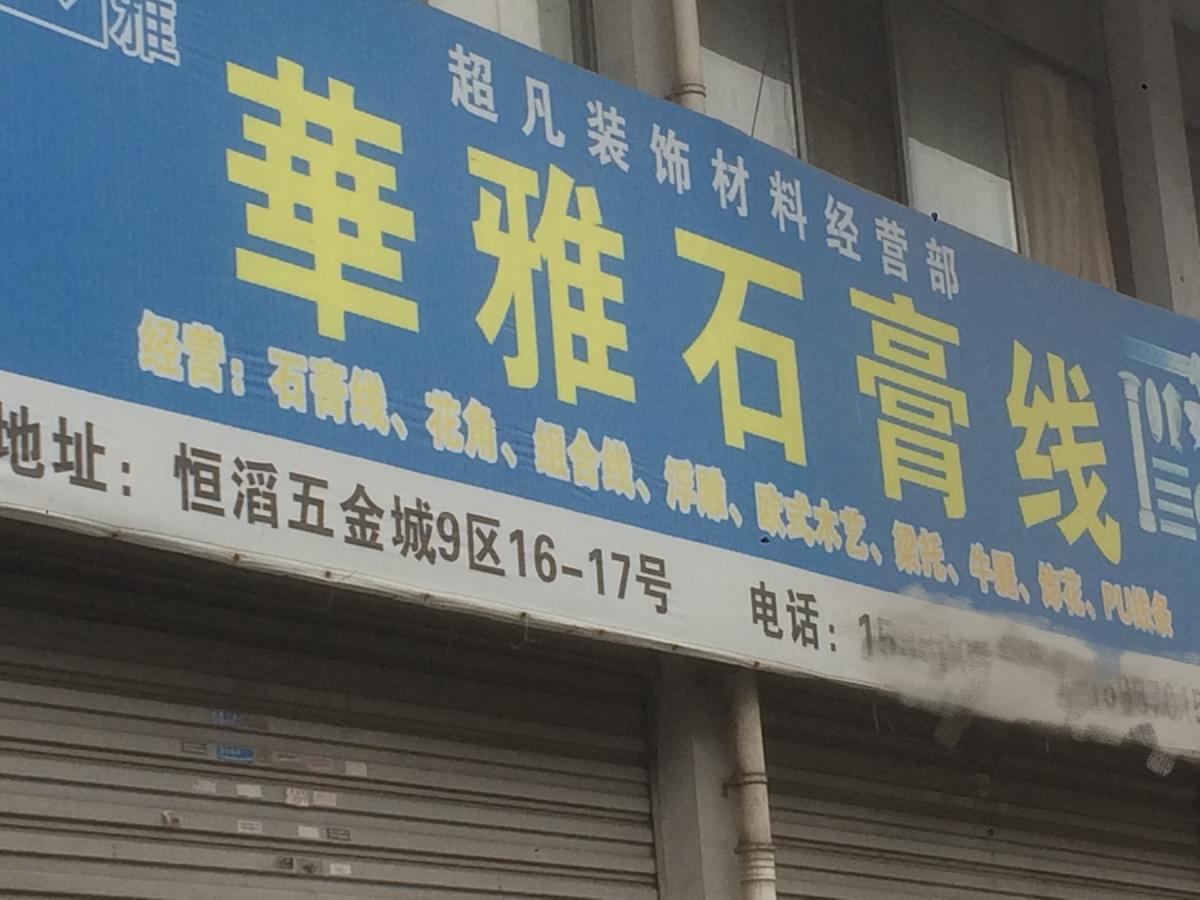 雅
超凡装饰材料经营部
華雅石膏线
经营：石膏线、花角、组合线、浮雕、欧式木艺、梁托、牛腿、饰花、PU线条
地址：恒滔五金城9区16-17号 电话：15